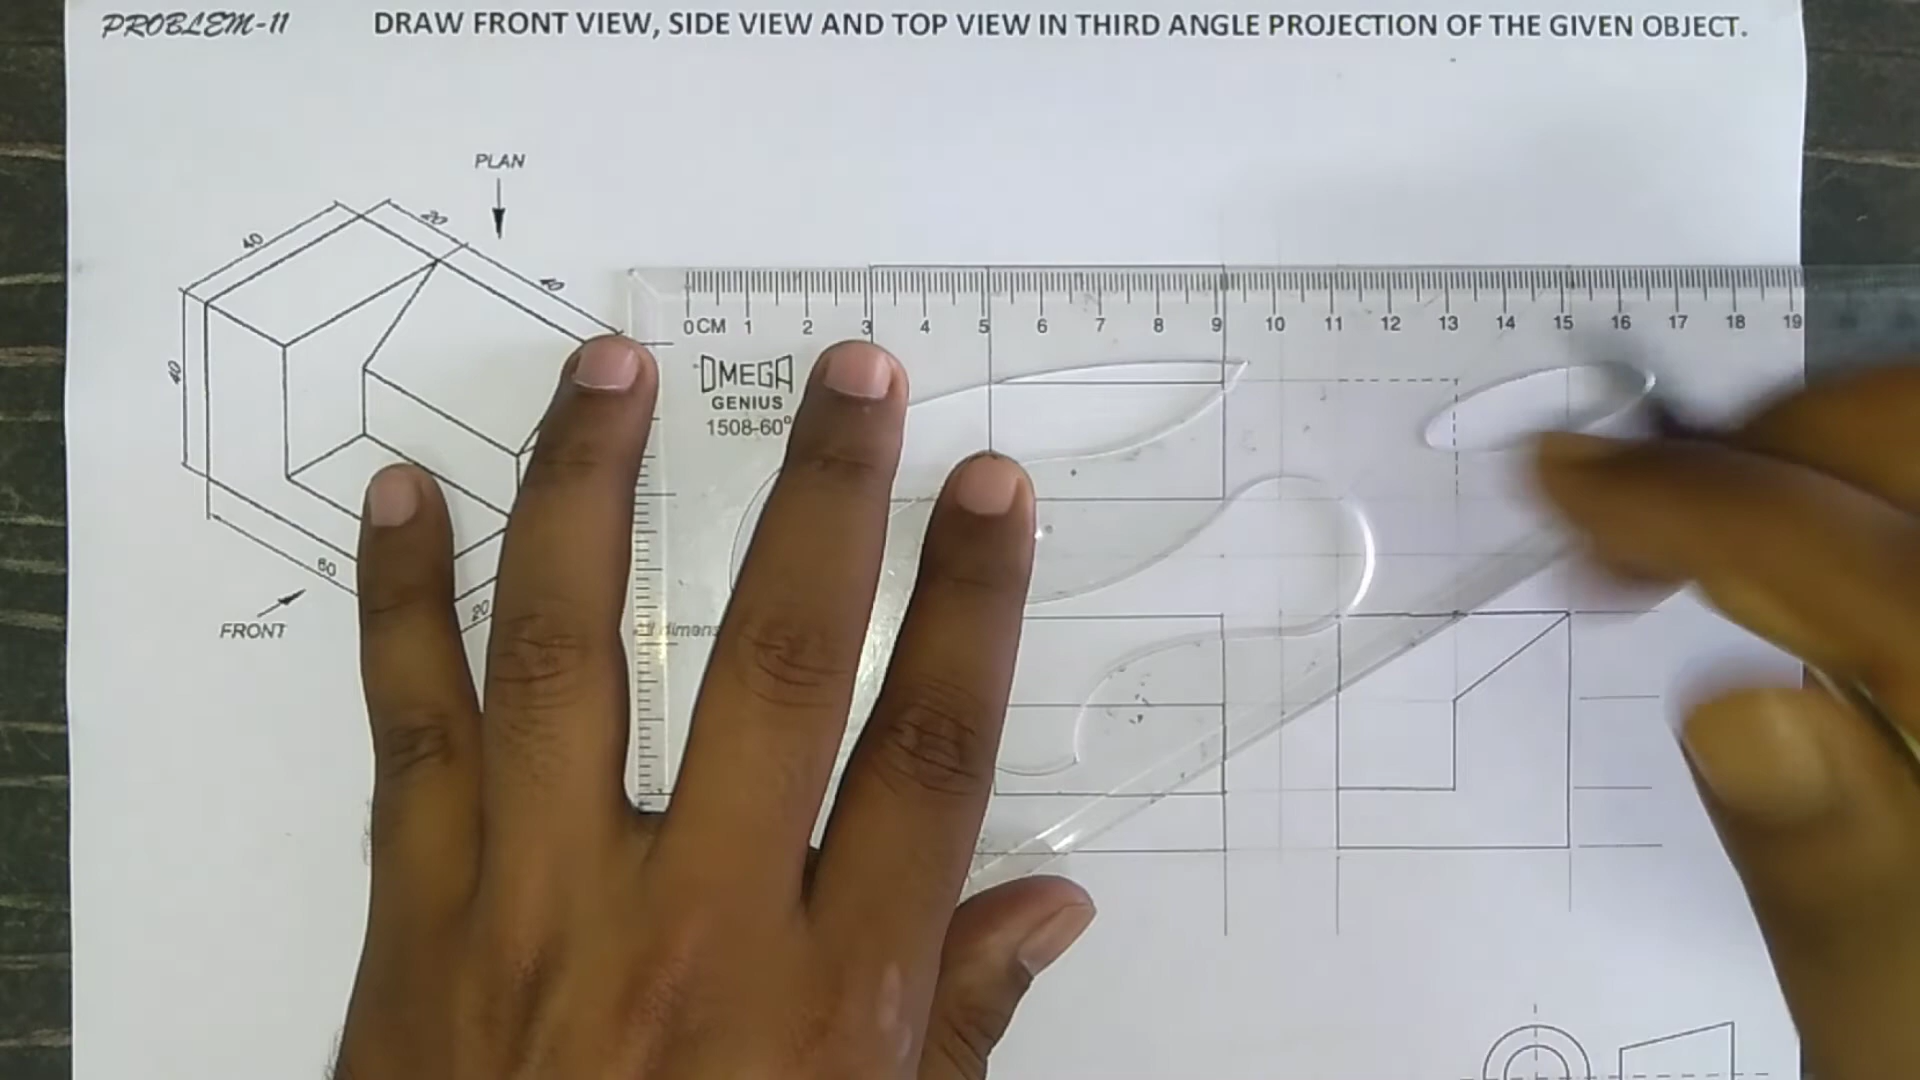 PROBLEM-11
DRAW FRONT VIEW, SIDE VIEW AND TOP VIEW IN THIRD ANGLE PROJECTION OF THE GIVEN OBJECT.
PLAN
20
40
40
40
0CM 1 2 3 4 5 6 7 8 9 10 11 12 13 14 15 16 17 18 19
OMEGA
GENIUS
1508-60°
60
20
FRONT